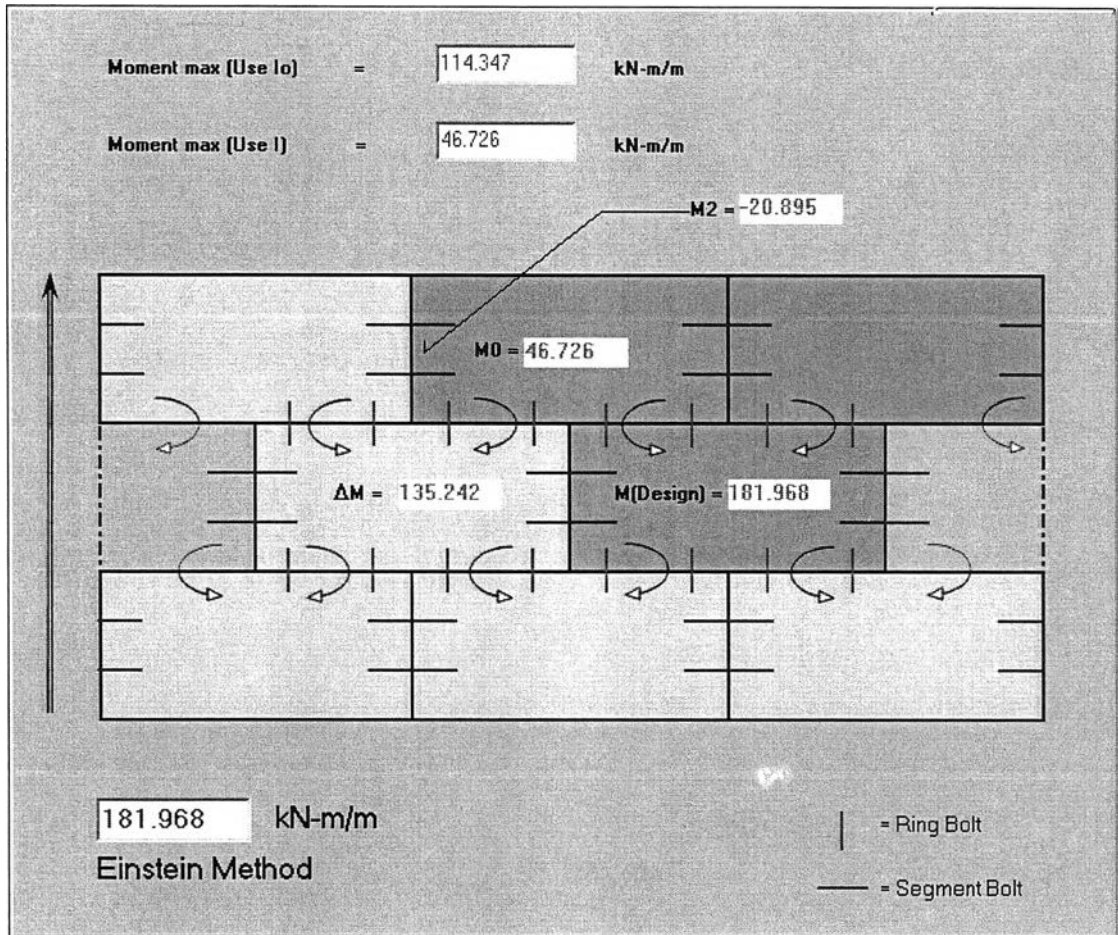 Moment max (Use Io) = 114.347 kN-m/m
Moment max (Use I) = 46.726 kN-m/m
M2 = -20.895
M0 = 46.726
ΔM = 135.242 M(Design) = 181.968
181.968 kN-m/m
= Ring Bolt
Einstein Method
= Segment Bolt